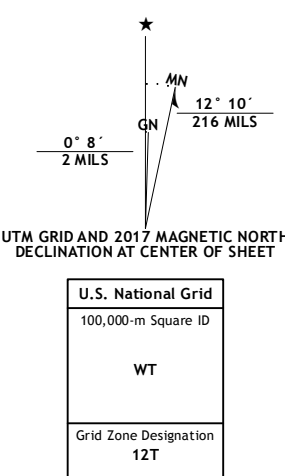 ★
MN
12° 10´
216 MILS
GN
0° 8´
2 MILS
UTM GRID AND 2017 MAGNETIC NORTH
DECLINATION AT CENTER OF SHEET
U.S. National Grid
100,000-m Square ID
WT
Grid Zone Designation
12T